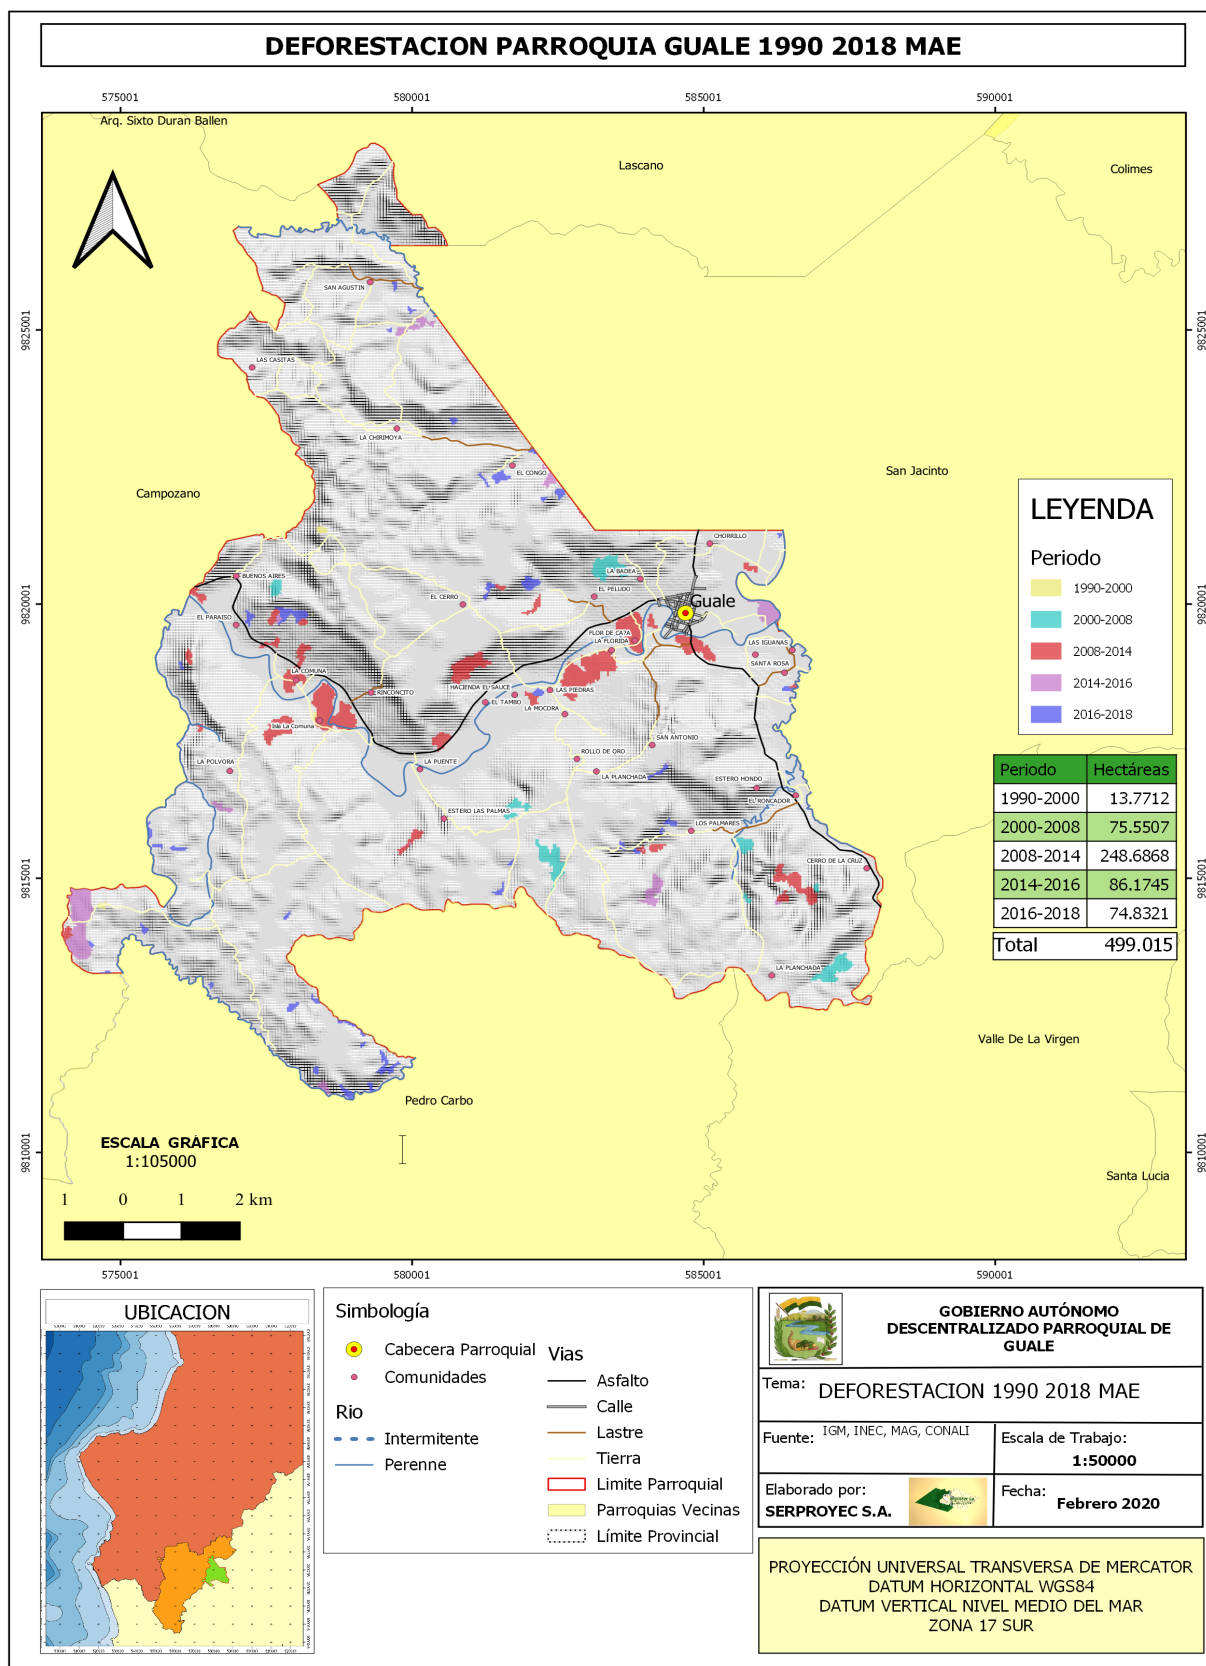 DEFORESTACION PARROQUIA GUALE 1990 2018 MAE
575001
580001
585001
590001
Arq. Sixto Duran Ballen
Lascano
Colimes
SAN AGUSTIN
9825001
9825001
LAS CASITAS
LA CHIRIMOYA
EL CONGO
San Jacinto
Campozano
CHORRILLO
LA BADEA
BUENOS AIRES
EL PELUDO
EL CERRO
Guale
9820001
9820001
EL PARAISO
FLOR DE CA?A
LA FLORIDA
LAS IGUANAS
SANTA ROSA
LA COMUNA
RINCONCITO
HACIENDA EL SAUCE
LAS PIEDRAS
EL TAMBO
LA MOCORA
Isla La Comuna
SAN ANTONIO
ROLLO DE ORO
LA POLVORA
LA PUENTE
LA PLANCHADA
ESTERO HONDO
EL RONCADOR
ESTERO LAS PALMAS
LOS PALMARES
CERRO DE LA CRUZ
9815001
9815001
LA PLANCHADA
Valle De La Virgen
Pedro Carbo
9810001
9810001
Santa Lucia
LEYENDA
Periodo
1990-2000
2000-2008
2008-2014
2014-2016
2016-2018
Periodo Hectáreas
1990-2000 13.7712
2000-2008 75.5507
2008-2014 248.6868
2014-2016 86.1745
2016-2018 74.8321
Total 499.015
ESCALA GRÁFICA
1:105000
1 0 1 2 km
575001
580001
585001
590001
UBICACION
Simbología
Cabecera Parroquial
Comunidades
Rio
Intermitente
Perenne
Vias
Asfalto
Calle
Lastre
Tierra
Limite Parroquial
Parroquias Vecinas
Límite Provincial
GOBIERNO AUTÓNOMO
DESCENTRALIZADO PARROQUIAL DE
GUALE
Tema: DEFORESTACION 1990 2018 MAE
Fuente: IGM, INEC, MAG, CONALI
Escala de Trabajo:
1:50000
Elaborado por:
SERPROYEC S.A.
Fecha:
Febrero 2020
PROYECCIÓN UNIVERSAL TRANSVERSA DE MERCATOR
DATUM HORIZONTAL WGS84
DATUM VERTICAL NIVEL MEDIO DEL MAR
ZONA 17 SUR